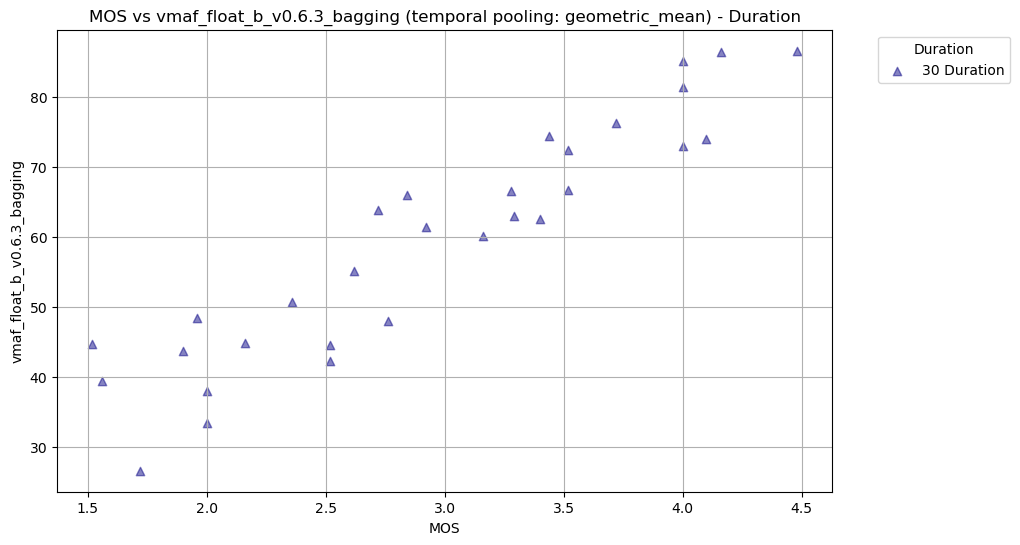 MOS vs vmaf_float_b_v0.6.3_bagging (temporal pooling: geometric_mean) - Duration
Duration
30 Duration
vmaf_float_b_v0.6.3_bagging
80
70
60
50
40
30
1.5 2.0 2.5 3.0 3.5 4.0 4.5
MOS